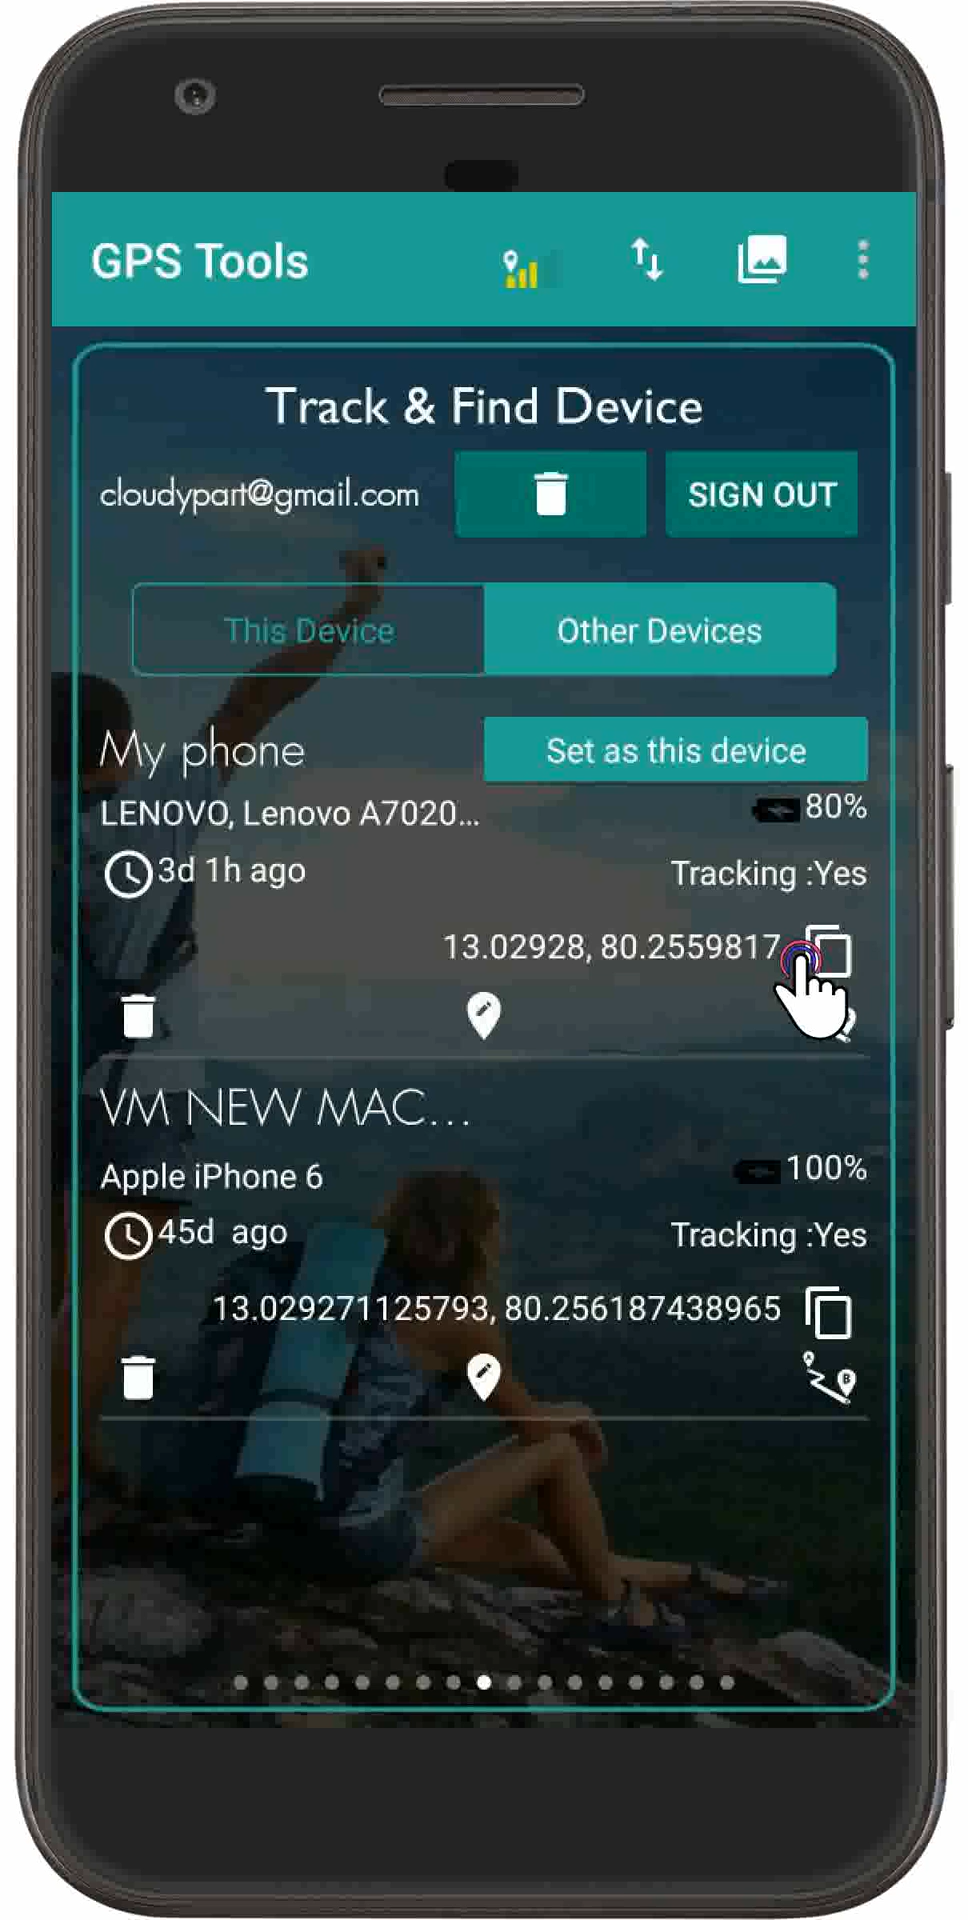 GPS Tools
Track & Find Device
cloudypart@gmail.com
SIGN OUT
This Device
Other Devices
My phone
Set as this device
LENOVO, Lenovo A7020...
80%
3d 1h ago
Tracking :Yes
13.02928, 80.2559817
VM NEW MAC...
Apple iPhone 6
100%
45d ago
Tracking :Yes
13.029271125793, 80.256187438965
A
B